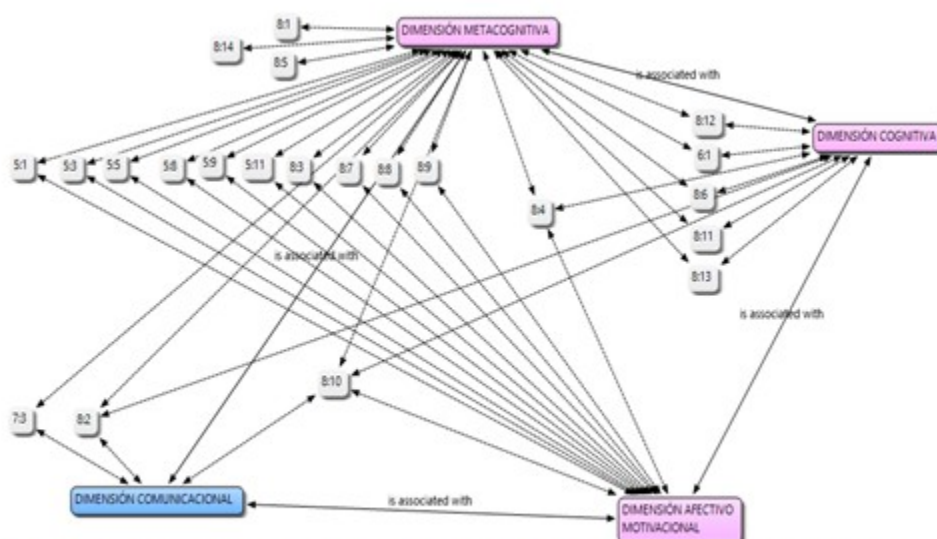 8:1
DIMENSIÓN METACOGNITIVA
8:14
8:5
is associated with
8:12
DIMENSIÓN COGNITIVA
5:1
5:3
5:5
5:8
5:9
5:11
8:3
8:7
8:8
8:9
6:1
8:6
8:4
8:11
is associated with
8:13
is associated with
8:10
7:3
8:2
DIMENSIÓN COMUNICACIONAL
is associated with
DIMENSIÓN AFECTIVO
MOTIVACIONAL